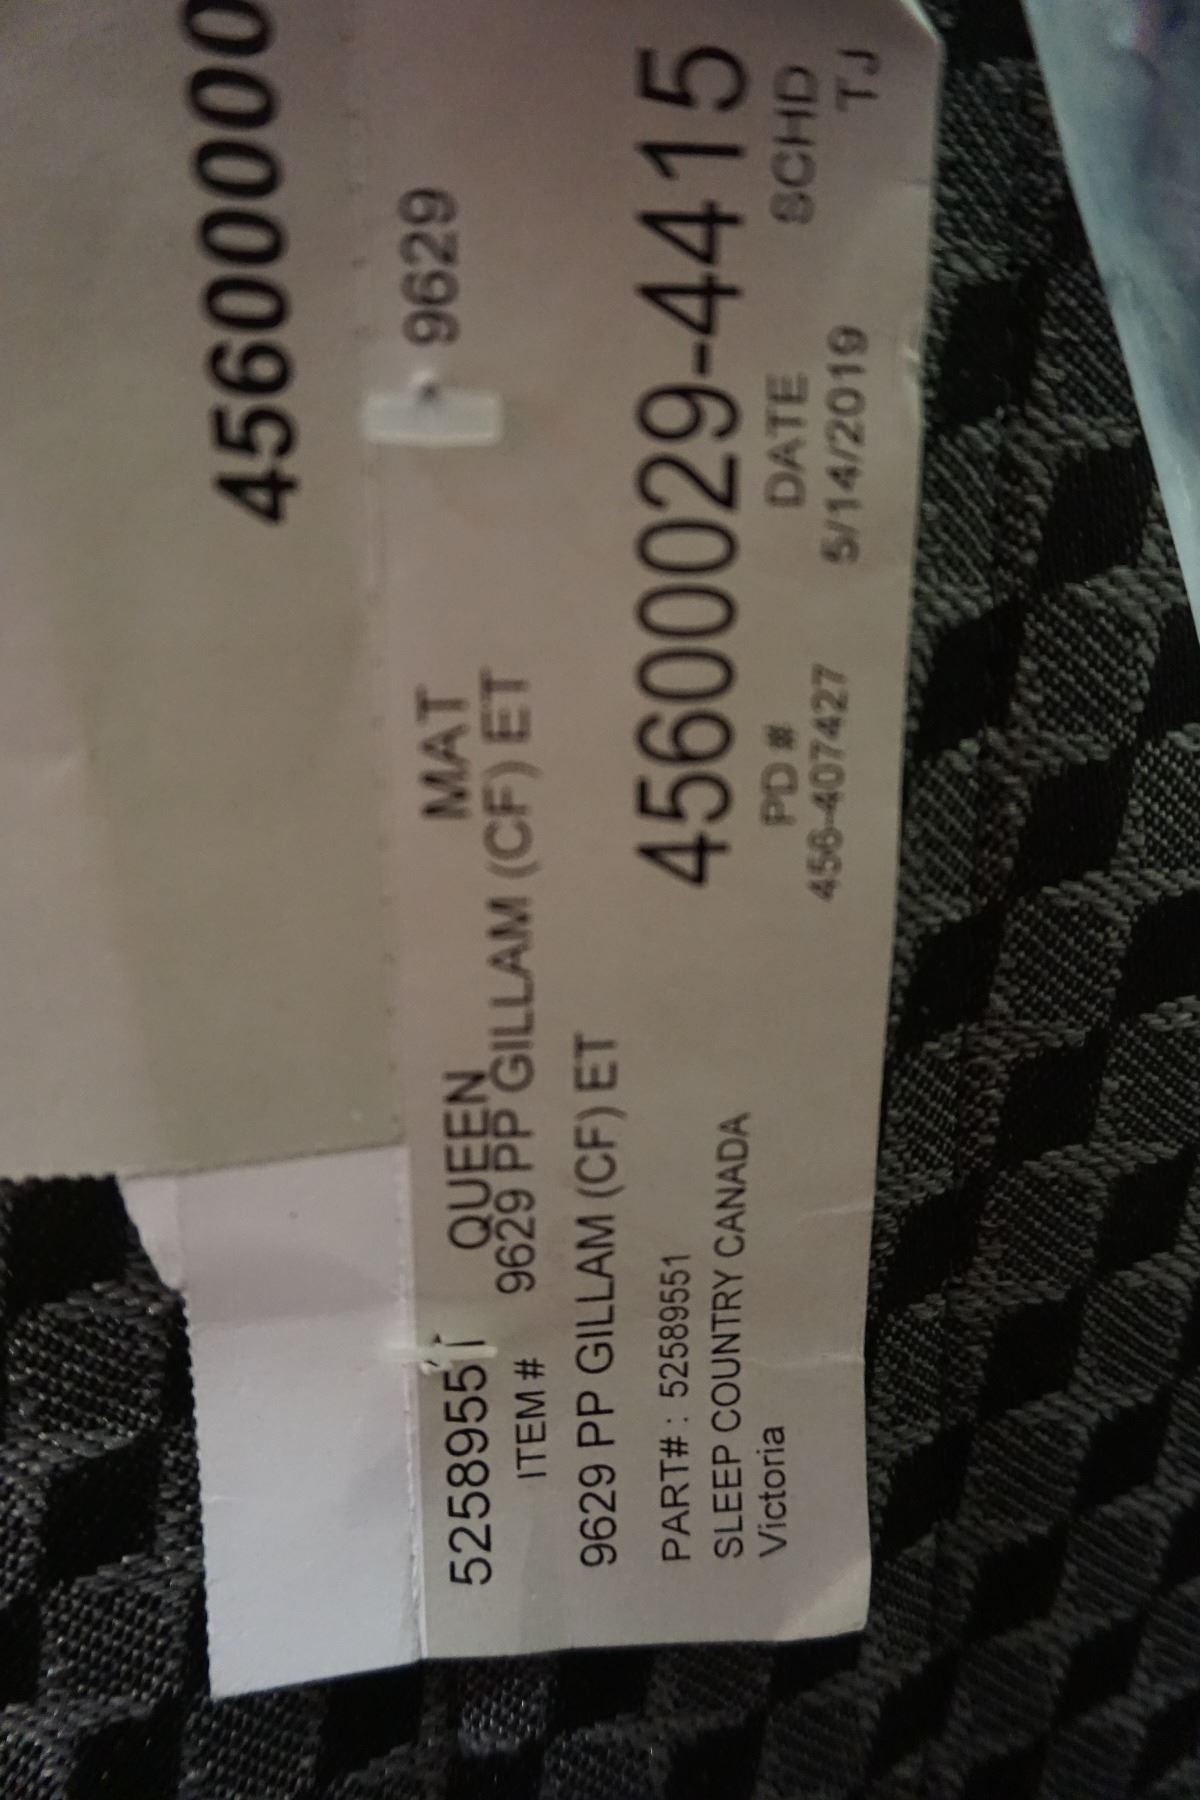 4560000
52589551 QUEEN MAT 9629
ITEM # 9629 PP GILLAM (CF) ET
9629 PP GILLAM (CF) ET
PART# : 52589551 45600029-4415
SLEEP COUNTRY CANADA PD # DATE SCHD
Victoria 456-407427 5/14/2019 TJ